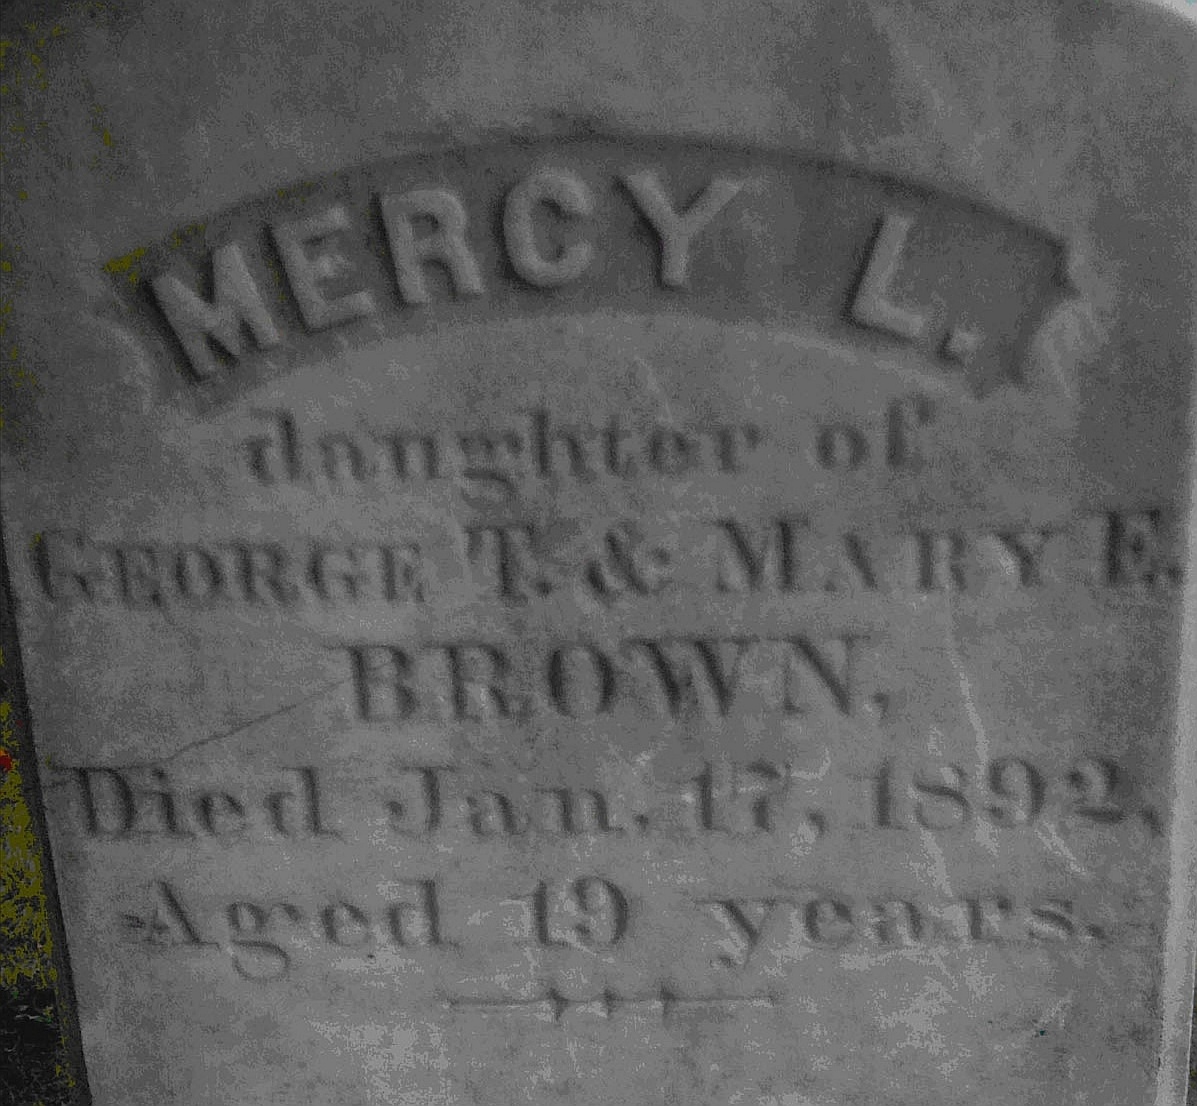 MERCY L.
daughter of
GEORGE T. & MARY E.
BROWN,
Died Jan. 17, 1892,
Aged 19 years.